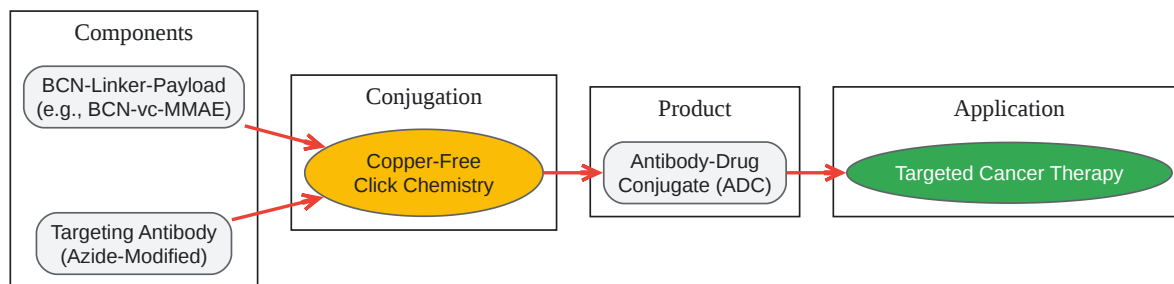 Components
BCN-Linker-Payload
(e.g., BCN-vc-MMAE)
Targeting Antibody
(Azide-Modified)
Conjugation
Copper-Free
Click Chemistry
Product
Antibody-Drug
Conjugate (ADC)
Application
Targeted Cancer Therapy